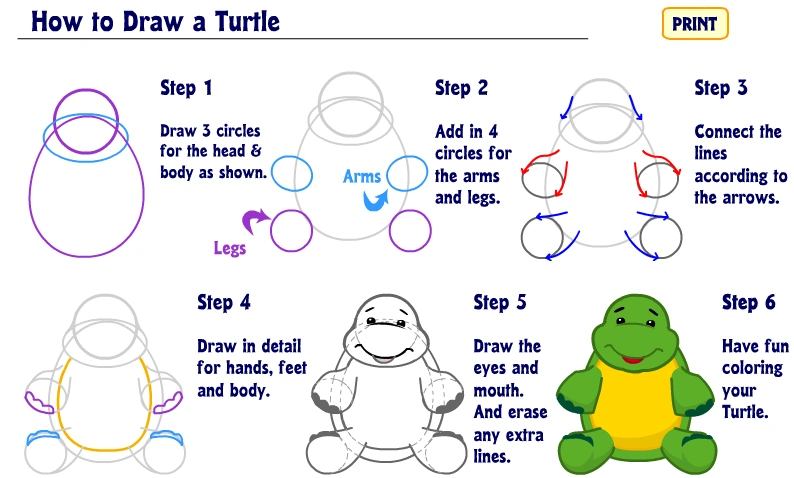 How to Draw a Turtle
PRINT
Step 1
Draw 3 circles
for the head &
body as shown.
Step 2
Add in 4
circles for
the arms
and legs.
Arms
Legs
Step 3
Connect the
lines
according to
the arrows.
Step 4
Draw in detail
for hands, feet
and body.
Step 5
Draw the
eyes and
mouth.
And erase
any extra
lines.
Step 6
Have fun
coloring
your
Turtle.